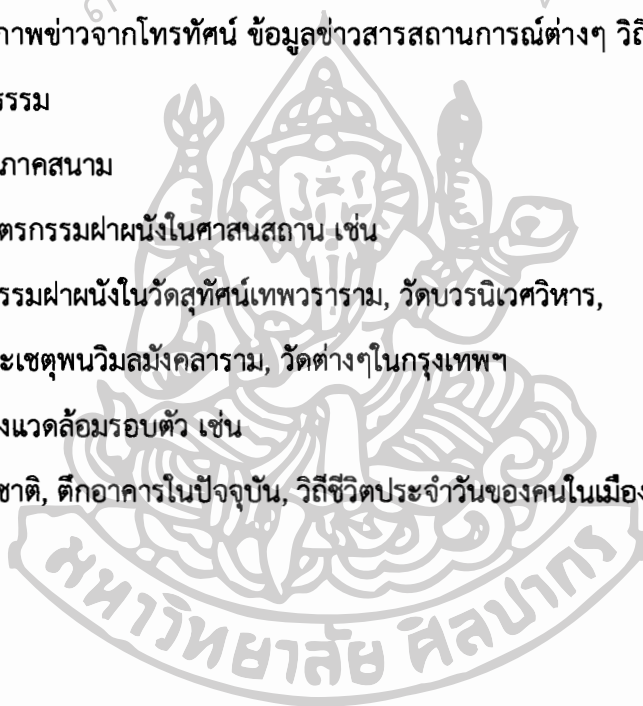 ภาพข่าวจากโทรทัศน์ ข้อมูลข่าวสารสถานการณ์ต่างๆ วิถี
รรม
ภาคสนาม
ตรกรรมฝาผนังในศาสนสถาน เช่น
รรมฝาผนังในวัดสุทัศน์เทพวราราม, วัดบวรนิเวศวิหาร,
ะเชตุพนวิมลมังคลาราม, วัดต่างๆในกรุงเทพฯ
งแวดล้อมรอบตัว เช่น
ชาติ, ตึกอาคารในปัจจุบัน, วิถีชีวิตประจำวันของคนในเมือง
มหาวิทยาลัย ศิลปากร